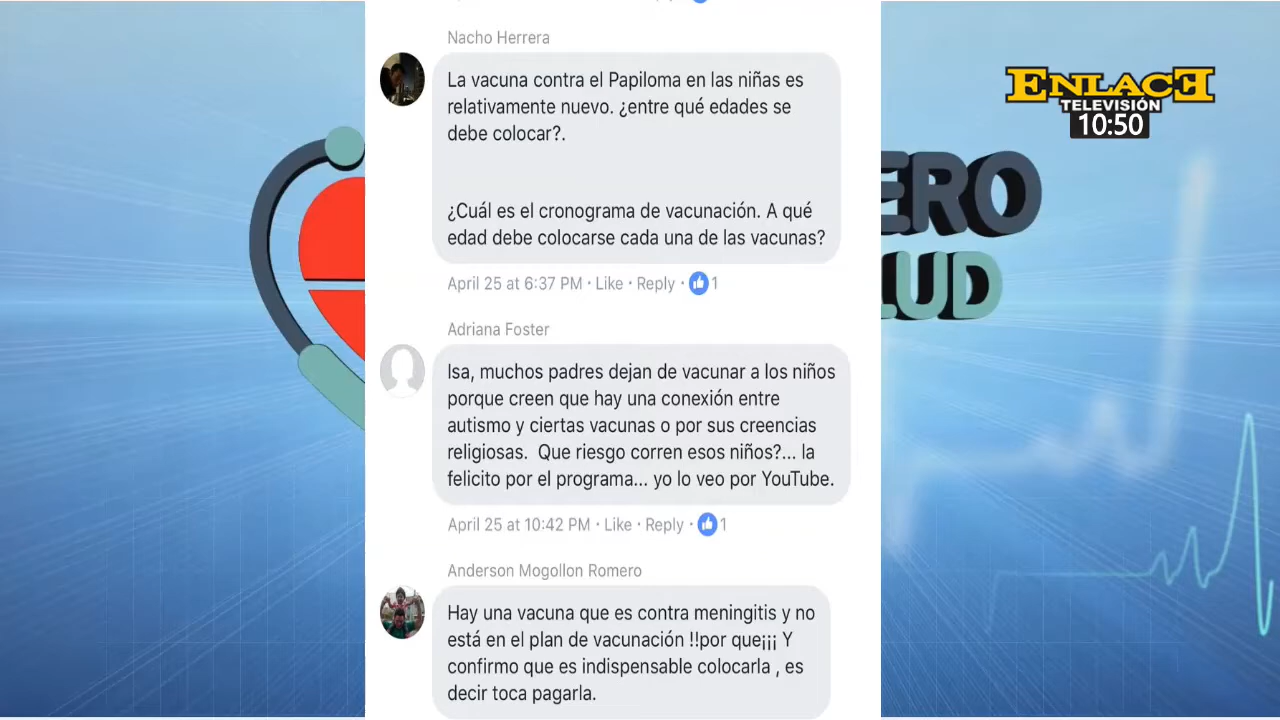 Nacho Herrera
La vacuna contra el Papiloma en las niñas es
relativamente nuevo. ¿entre qué edades se
debe colocar?.
¿Cuál es el cronograma de vacunación. A qué
edad debe colocarse cada una de las vacunas?
April 25 at 6:37 PM · Like · Reply · 1
Adriana Foster
Isa, muchos padres dejan de vacunar a los niños
porque creen que hay una conexión entre
autismo y ciertas vacunas o por sus creencias
religiosas. Que riesgo corren esos niños?... la
felicito por el programa... yo lo veo por YouTube.
April 25 at 10:42 PM · Like · Reply · 1
Anderson Mogollon Romero
Hay una vacuna que es contra meningitis y no
está en el plan de vacunación !!por que¡¡¡ Y
confirmo que es indispensable colocarla , es
decir toca pagarla.
ENLACE
TELEVISIÓN
10:50
ERO
LUD